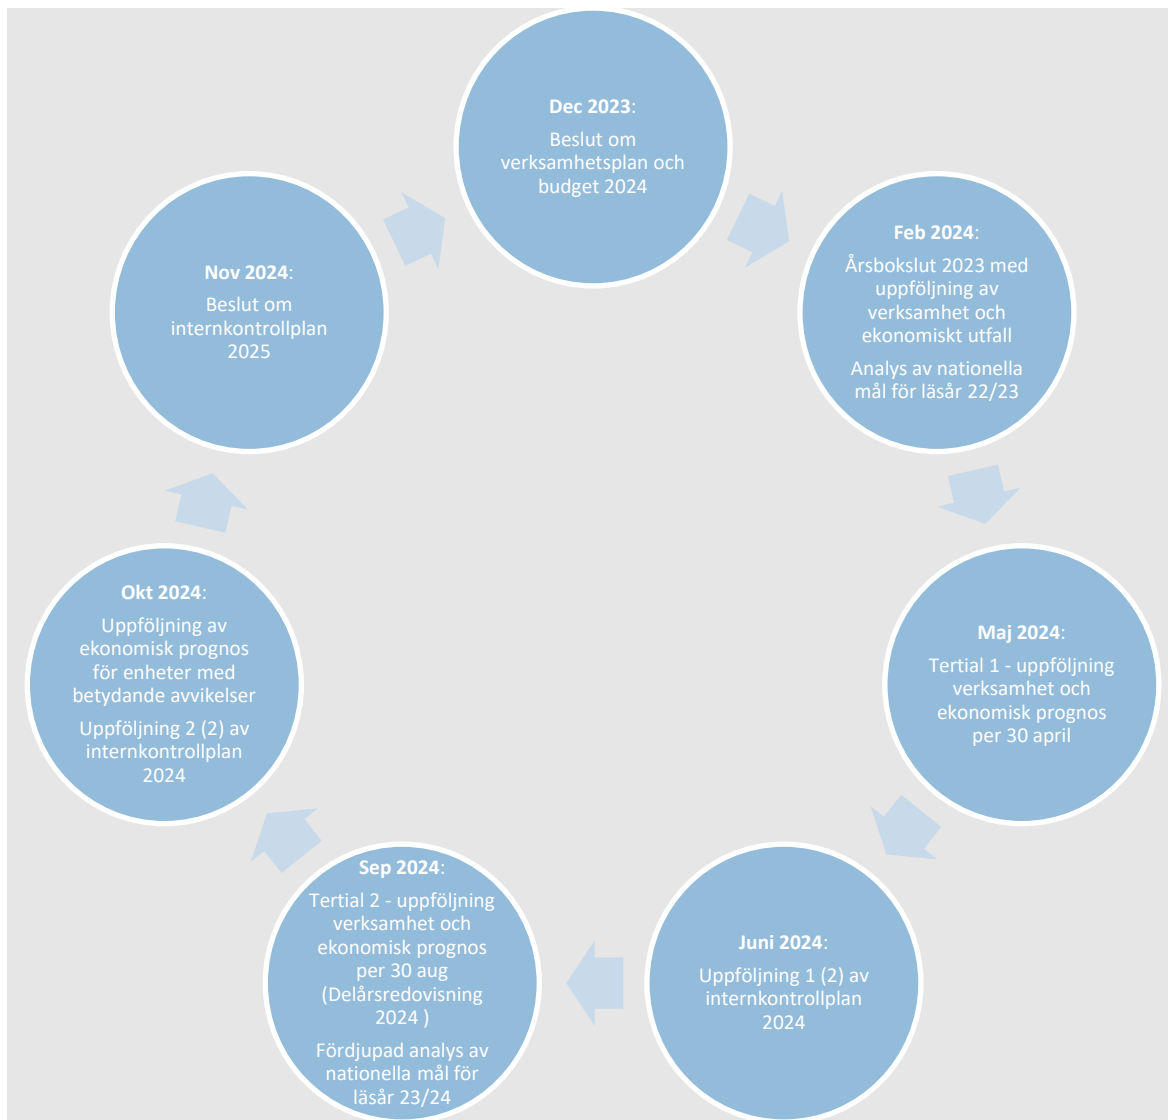 Dec 2023:
Beslut om
verksamhetsplan och
budget 2024
Feb 2024:
Årsbokslut 2023 med
uppföljning av
verksamhet och
ekonomiskt utfall
Analys av nationella
mål för läsår 22/23
Maj 2024:
Tertial 1 - uppföljning
verksamhet och
ekonomisk prognos
per 30 april
Juni 2024:
Uppföljning 1 (2) av
internkontrollplan
2024
Sep 2024:
Tertial 2 - uppföljning
verksamhet och
ekonomisk prognos
per 30 aug
(Delårsredovisning
2024 )
Fördjupad analys av
nationella mål för
läsår 23/24
Okt 2024:
Uppföljning av
ekonomisk prognos
för enheter med
betydande avvikelser
Uppföljning 2 (2) av
internkontrollplan
2024
Nov 2024:
Beslut om
internkontrollplan
2025